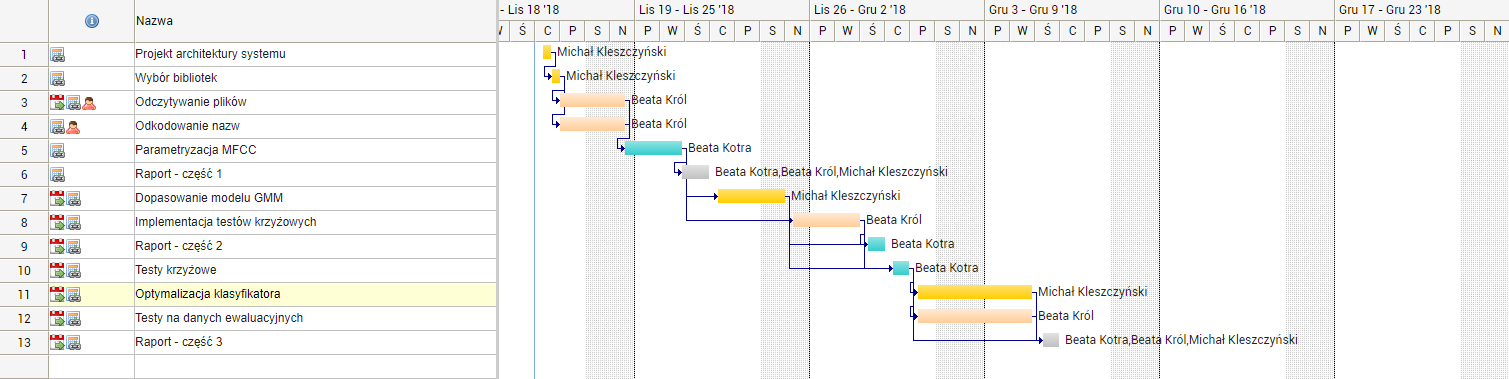 Nazwa
- Lis 18 '18 Lis 19 - Lis 25 '18 Lis 26 - Gru 2 '18 Gru 3 - Gru 9 '18 Gru 10 - Gru 16 '18 Gru 17 - Gru 23 '18
Ś C P S N P W Ś C P S N P W Ś C P S N P W Ś C P S N P W Ś C P S N P W Ś C P S N
1 Projekt architektury systemu Michał Kleszczyński
2 Wybór bibliotek Michał Kleszczyński
3 Odczytywanie plików Beata Król
4 Odkodowanie nazw Beata Król
5 Parametryzacja MFCC Beata Kotra
6 Raport - część 1 Beata Kotra,Beata Król,Michał Kleszczyński
7 Dopasowanie modelu GMM Michał Kleszczyński
8 Implementacja testów krzyżowych Beata Król
9 Raport - część 2 Beata Kotra
10 Testy krzyżowe Beata Kotra
11 Optymalizacja klasyfikatora Michał Kleszczyński
12 Testy na danych ewaluacyjnych Beata Król
13 Raport - część 3 Beata Kotra,Beata Król,Michał Kleszczyński